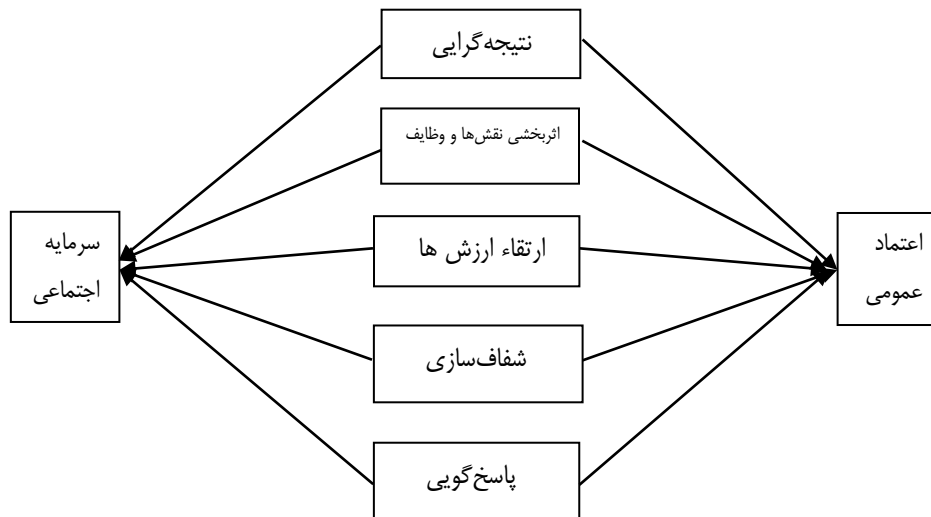 نتیجه‌گرایی
اثربخشی نقش‌ها و وظایف
اعتماد
عمومی
ارتقاء ارزش ها
سرمایه
اجتماعی
شفاف‌سازی
پاسخ‌گویی